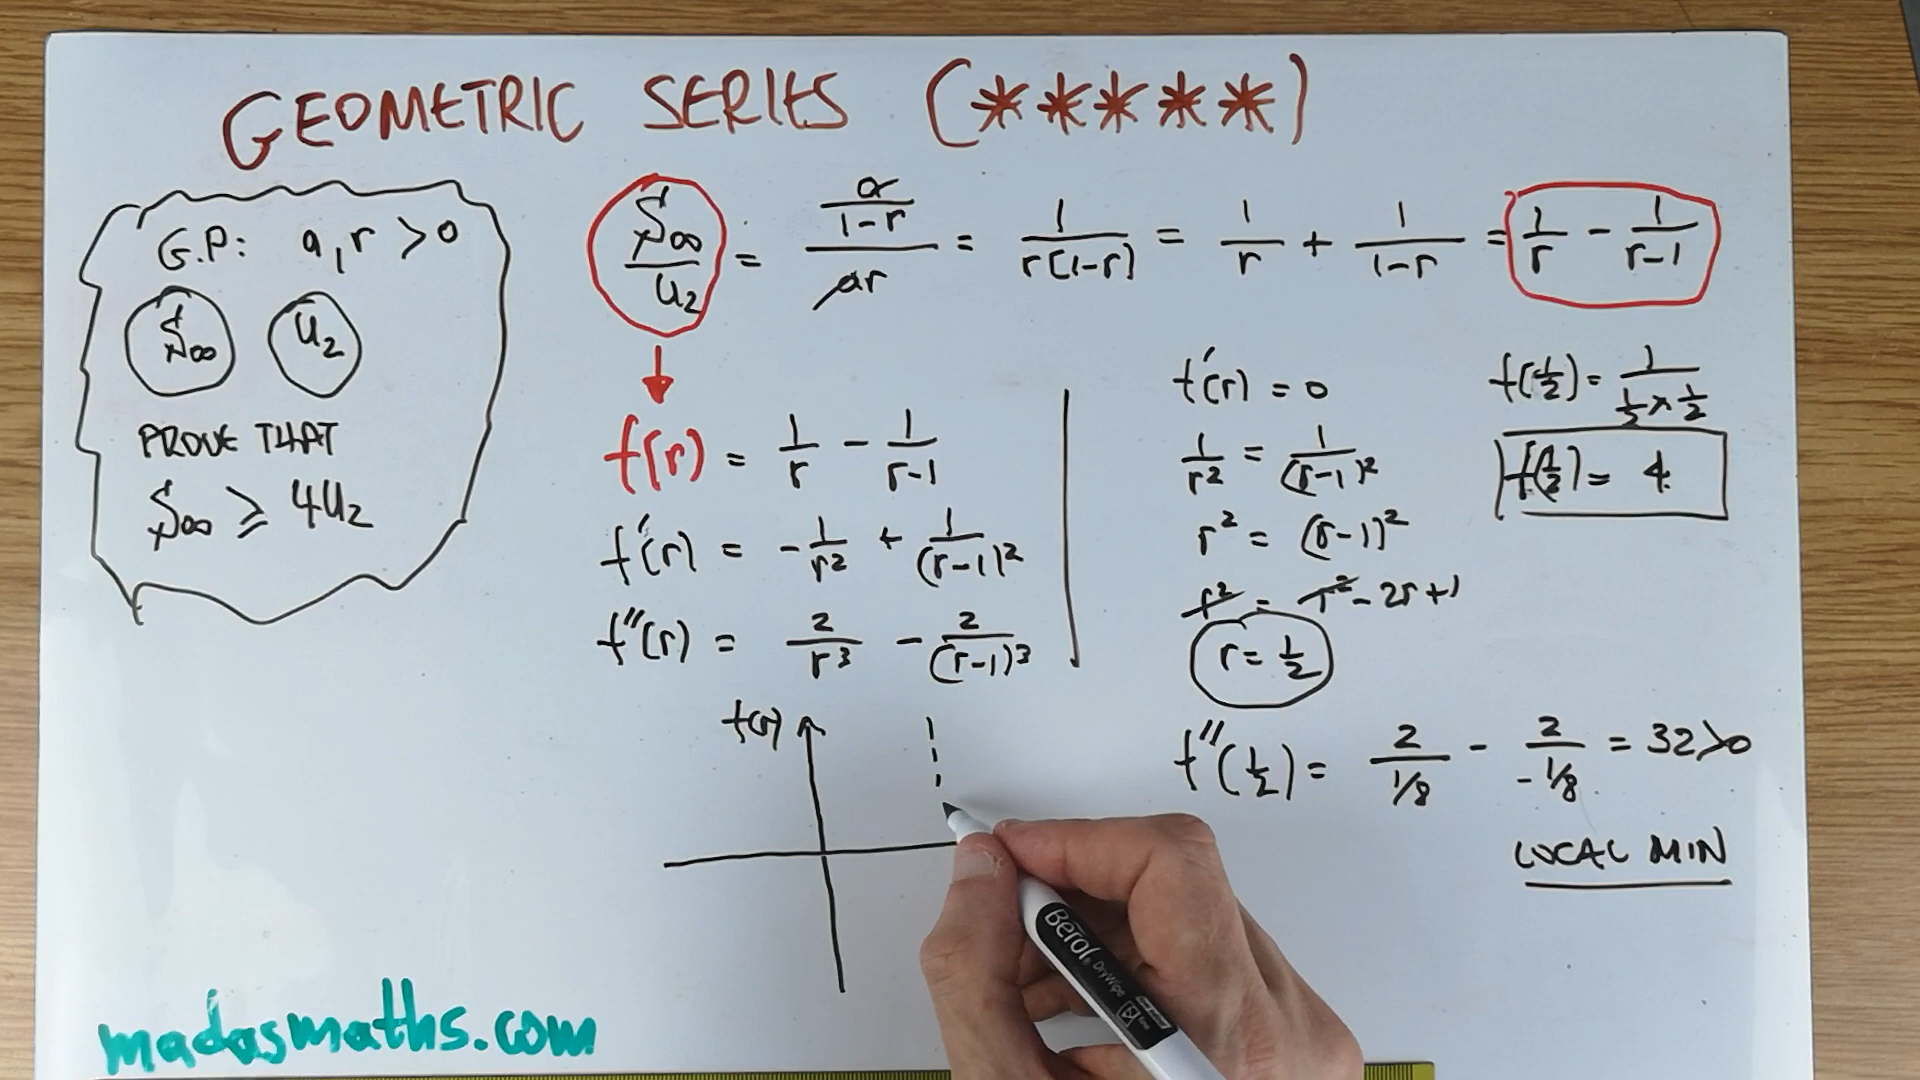 GEOMETRIC SERIES (*****)
G.P: a, r > 0
S∞ U₂
PROVE THAT
S∞ ≥ 4U₂
S∞/U₂ = (a/(1-r))/(ar) = 1/(r(1-r)) = 1/r + 1/(1-r) = 1/r - 1/(r-1)
f(r) = 1/r - 1/(r-1)
f'(r) = -1/r² + 1/(r-1)²
f''(r) = 2/r³ - 2/(r-1)³
f'(r) = 0
1/r² = 1/(r-1)²
r² = (r-1)²
r² = r² - 2r + 1
r = 1/2
f(1/2) = 1/(1/2 × 1/2)
f(1/2) = 4
f''(1/2) = 2/(1/8) - 2/(-1/8) = 32 > 0
LOCAL MIN
f(r)
Berol
DryWipe
madasmaths.com